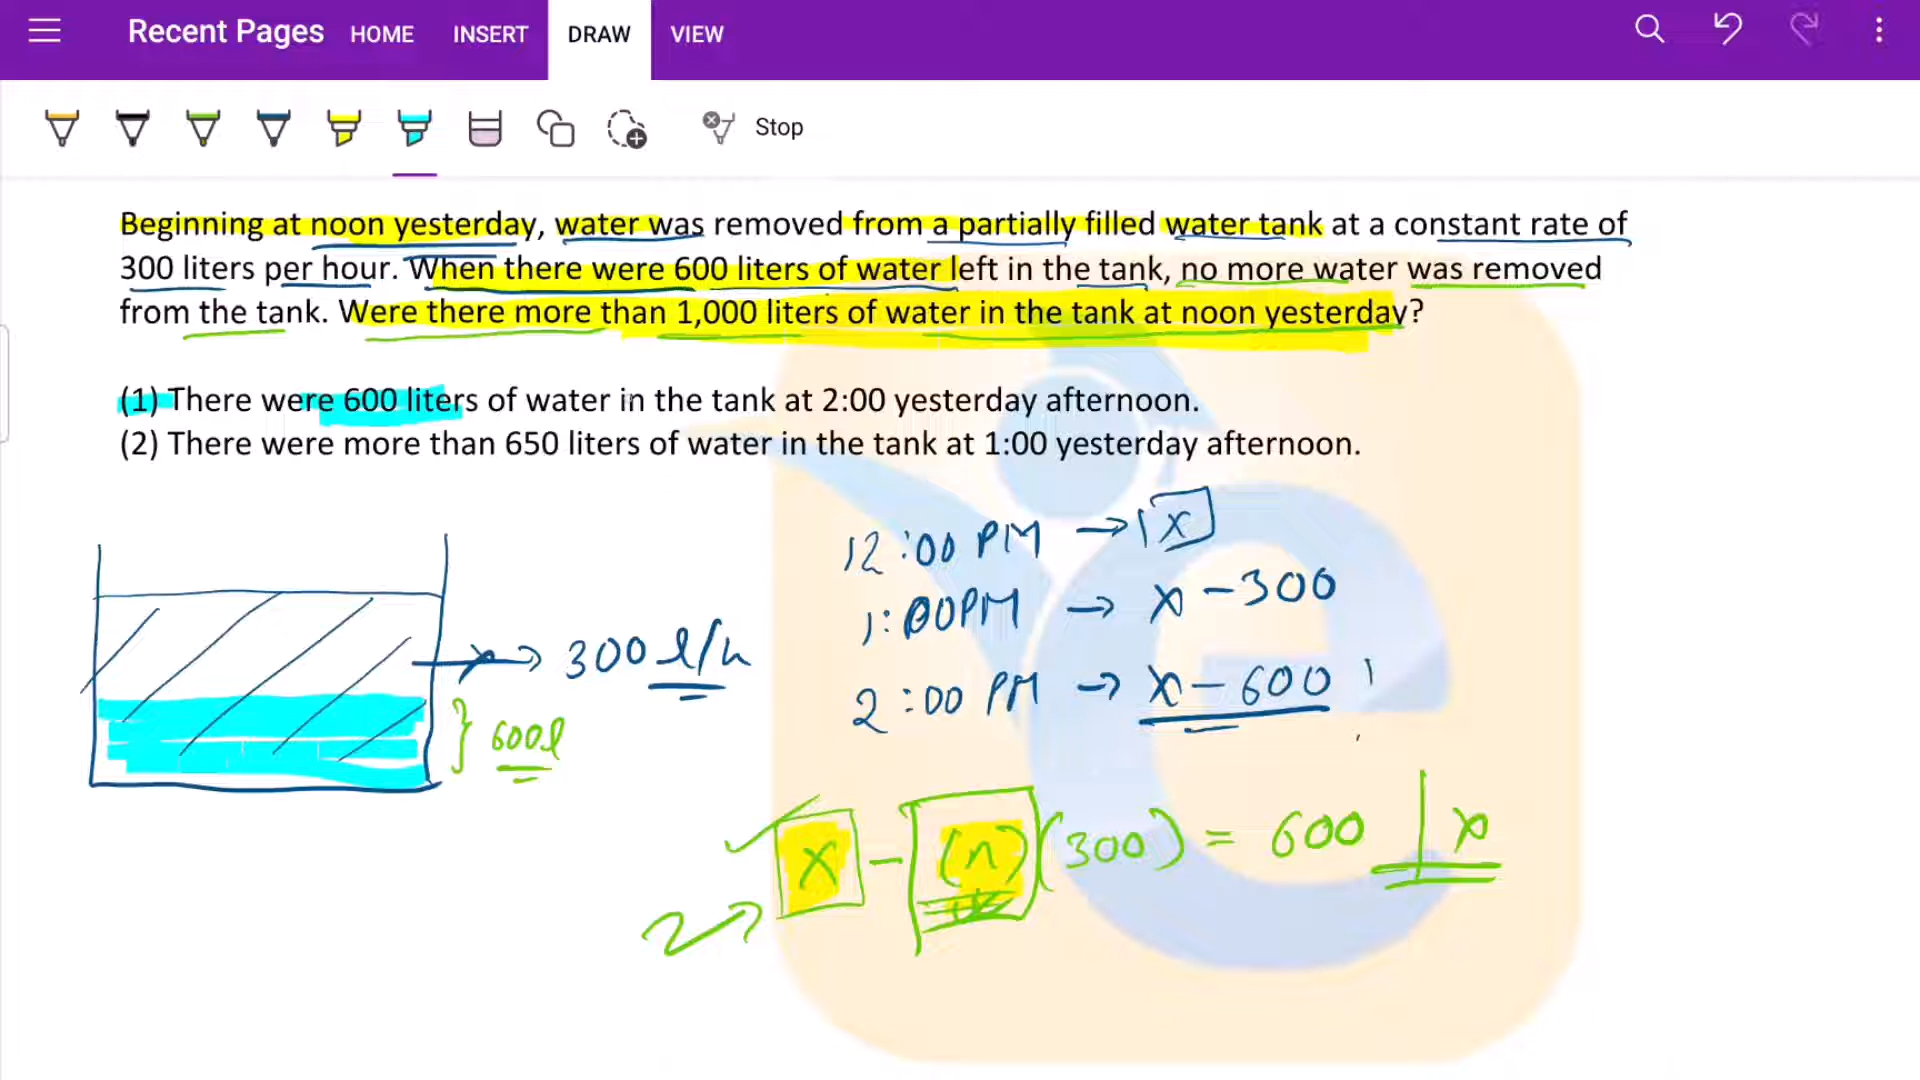 Recent Pages HOME INSERT DRAW VIEW
Stop
Beginning at noon yesterday, water was removed from a partially filled water tank at a constant rate of
300 liters per hour. When there were 600 liters of water left in the tank, no more water was removed
from the tank. Were there more than 1,000 liters of water in the tank at noon yesterday?
(1) There were 600 liters of water in the tank at 2:00 yesterday afternoon.
(2) There were more than 650 liters of water in the tank at 1:00 yesterday afternoon.
12:00 PM → x
1:00PM → x - 300
2:00 PM → x - 600
300 l/h
600l
x - (n)(300) = 600 | x